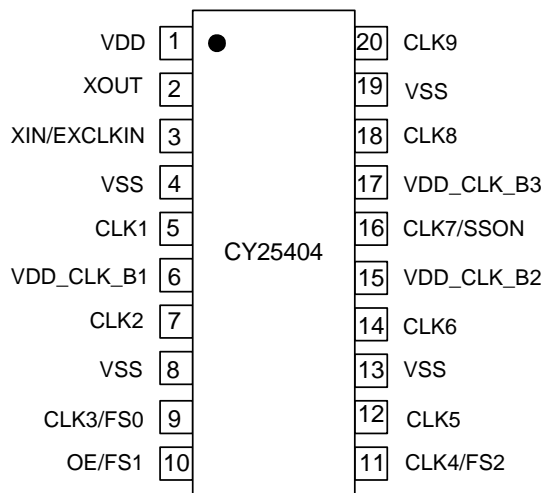 VDD 1 20 CLK9
XOUT 2 19 VSS
XIN/EXCLKIN 3 18 CLK8
VSS 4 17 VDD_CLK_B3
CLK1 5 16 CLK7/SSON
CY25404
VDD_CLK_B1 6 15 VDD_CLK_B2
CLK2 7 14 CLK6
VSS 8 13 VSS
CLK3/FS0 9 12 CLK5
OE/FS1 10 11 CLK4/FS2